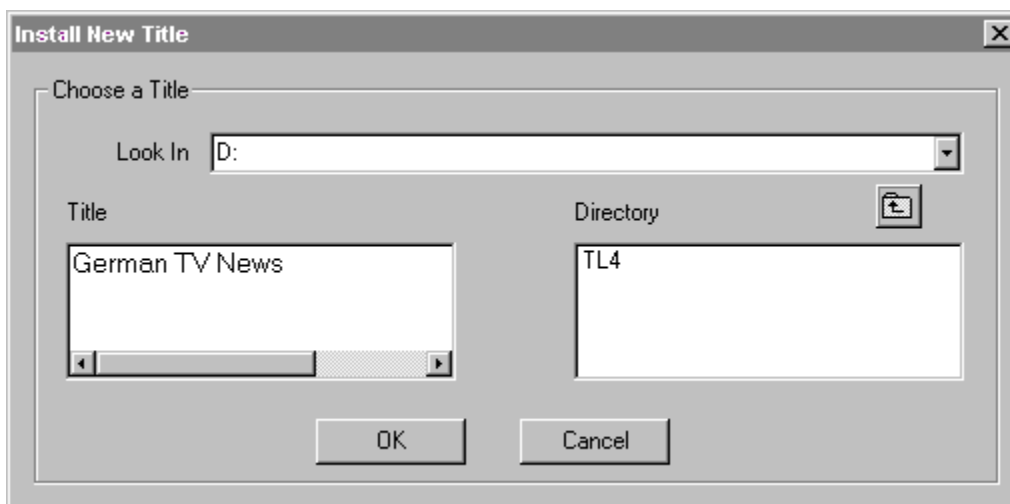 Install New Title
Choose a Title
Look In D:
Title Directory
German TV News TL4
OK Cancel